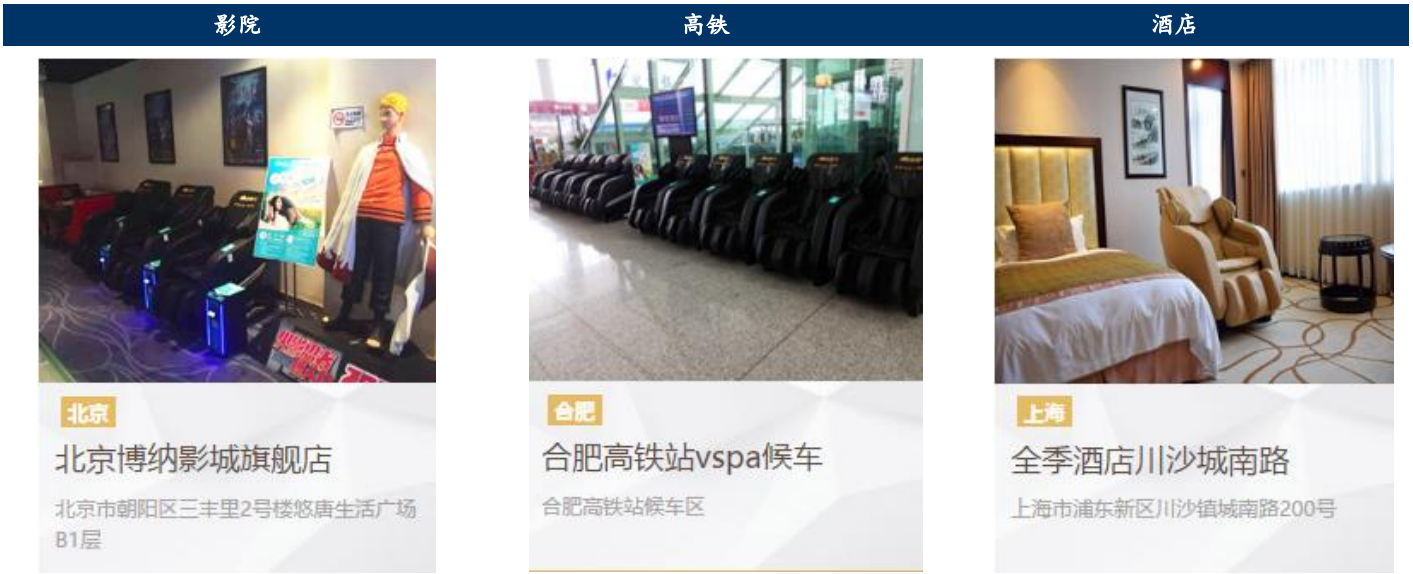 影院
高铁
酒店
北京
北京博纳影城旗舰店
北京市朝阳区三丰里2号楼悠唐生活广场
B1层
合肥
合肥高铁站vspa候车
合肥高铁站候车区
上海
全季酒店川沙城南路
上海市浦东新区川沙镇城南路200号